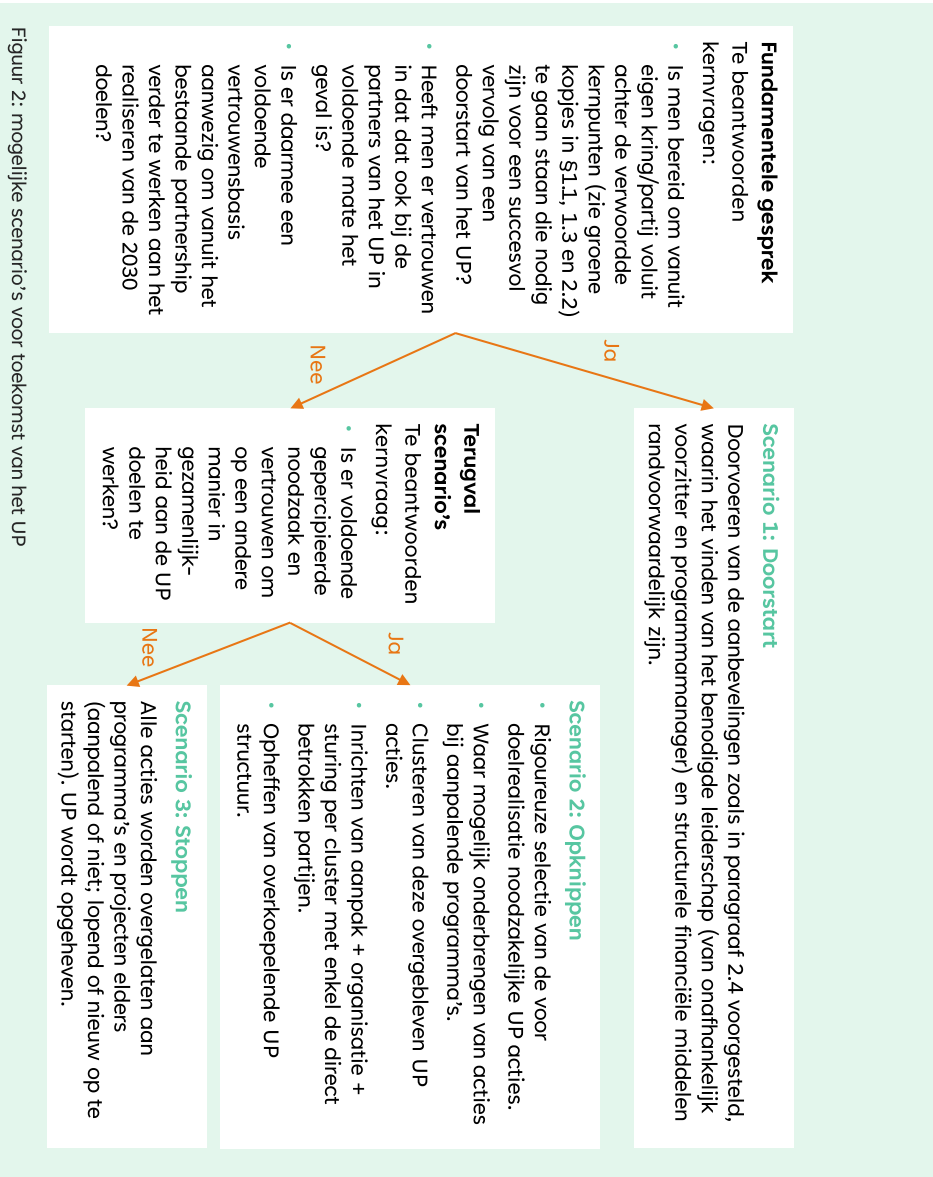 Fundamentele gesprek
Te beantwoorden
kernvragen:
• Is men bereid om vanuit
eigen kring/partij voluit
achter de verwoordde
kernpunten (zie groene
kopjes in §1.1, 1.3 en 2.2)
te gaan staan die nodig
zijn voor een succesvol
vervolg van een
doorstart van het UP?
• Heeft men er vertrouwen
in dat dat ook bij de
partners van het UP in
voldoende mate het
geval is?
• Is er daarmee een
voldoende
vertrouwensbasis
aanwezig om vanuit het
bestaande partnership
verder te werken aan het
realiseren van de 2030
doelen?
Ja
Nee
Scenario 1: Doorstart
Doorvoeren van de aanbevelingen zoals in paragraaf 2.4 voorgesteld,
waarin het vinden van het benodigde leiderschap (van onafhankelijk
voorzitter en programmamanager) en structurele financiële middelen
randvoorwaardelijk zijn.
Terugval
scenario’s
Te beantwoorden
kernvraag:
• Is er voldoende
gepercipieerde
noodzaak en
vertrouwen om
op een andere
manier in
gezamenlijk-
heid aan de UP
doelen te
werken?
Ja
Nee
Scenario 2: Opknippen
• Rigoureuze selectie van de voor
doelrealisatie noodzakelijke UP acties.
• Waar mogelijk onderbrengen van acties
bij aanpalende programma’s.
• Clusteren van deze overgebleven UP
acties.
• Inrichten van aanpak + organisatie +
sturing per cluster met enkel de direct
betrokken partijen.
• Opheffen van overkoepelende UP
structuur.
Scenario 3: Stoppen
Alle acties worden overgelaten aan
programma’s en projecten elders
(aanpalend of niet; lopend of nieuw op te
starten). UP wordt opgeheven.
Figuur 2: mogelijke scenario’s voor toekomst van het UP